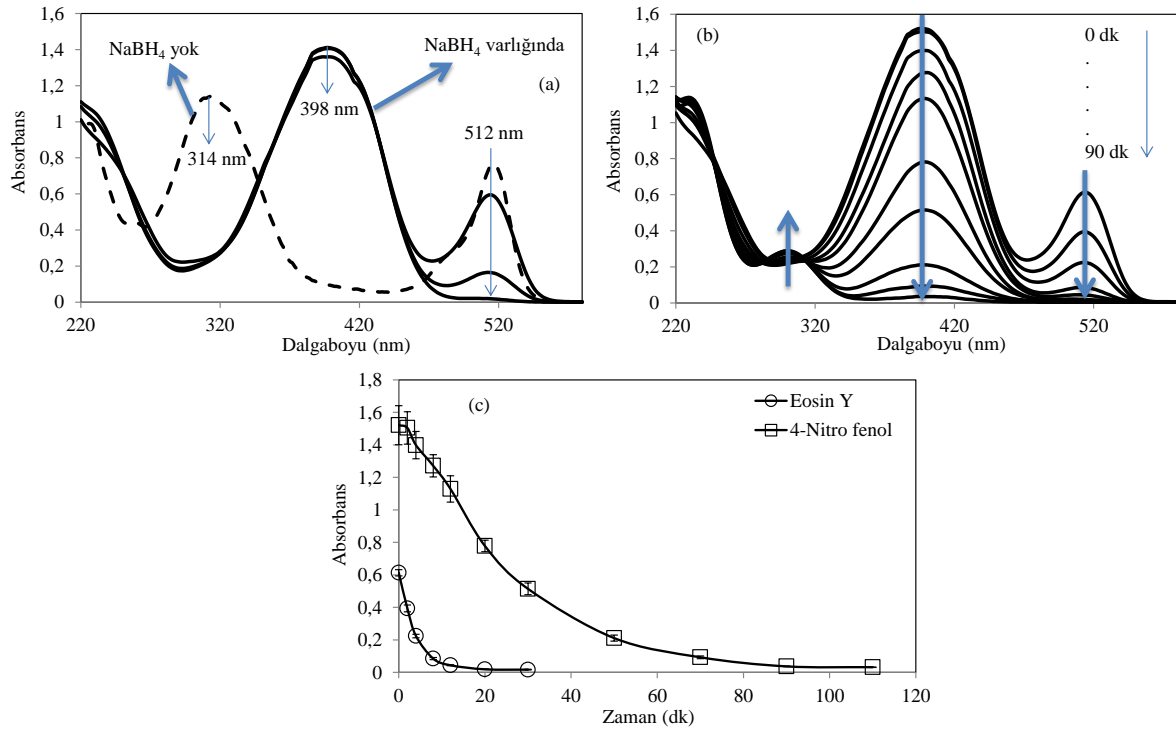 1,6
1,4
1,2
1
0,8
0,6
0,4
0,2
0
Absorbans
NaBH4 yok
NaBH4 varlığında
(a)
398 nm
314 nm
512 nm
220
320
420
520
Dalgaboyu (nm)
1,6
1,4
1,2
1
0,8
0,6
0,4
0,2
0
Absorbans
(b)
0 dk
.
.
.
.
90 dk
220
320
420
520
Dalgaboyu (nm)
1,8
1,6
1,4
1,2
1
0,8
0,6
0,4
0,2
0
Absorbans
(c)
Eosin Y
4-Nitro fenol
0
20
40
60
80
100
120
Zaman (dk)